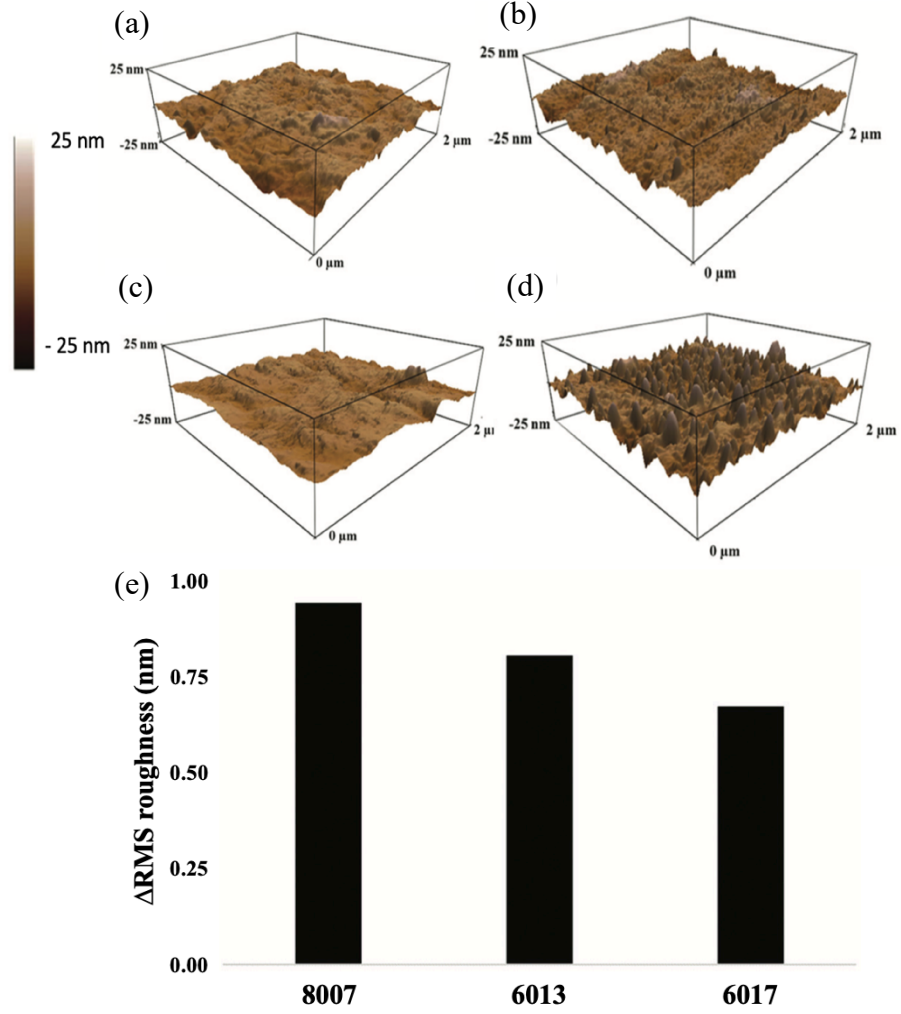 (a)
25 nm
-25 nm
2 µm
0 µm
(b)
25 nm
-25 nm
2 µm
0 µm
25 nm
- 25 nm
(c)
25 nm
-25 nm
2 µ
0 µm
(d)
25 nm
-25 nm
2 µm
0 µm
(e)
ΔRMS roughness (nm)
1.00
0.75
0.50
0.25
0.00
8007 6013 6017